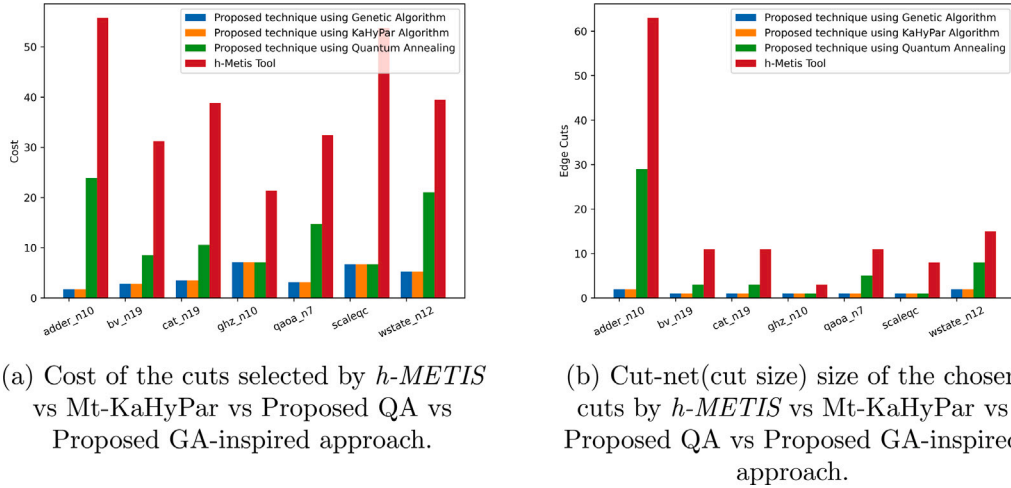 Proposed technique using Genetic Algorithm
Proposed technique using KaHyPar Algorithm
Proposed technique using Quantum Annealing
h-Metis Tool
Cost
50
40
30
20
10
0
adder_n10
bv_n19
cat_n19
ghz_n10
qaoa_n7
scaleqc
wstate_n12
(a) Cost of the cuts selected by h-METIS
vs Mt-KaHyPar vs Proposed QA vs
Proposed GA-inspired approach.
Proposed technique using Genetic Algorithm
Proposed technique using KaHyPar Algorithm
Proposed technique using Quantum Annealing
h-Metis Tool
Edge Cuts
60
50
40
30
20
10
0
adder_n10
bv_n19
cat_n19
ghz_n10
qaoa_n7
scaleqc
wstate_n12
(b) Cut-net(cut size) size of the chosen
cuts by h-METIS vs Mt-KaHyPar vs
Proposed QA vs Proposed GA-inspired
approach.